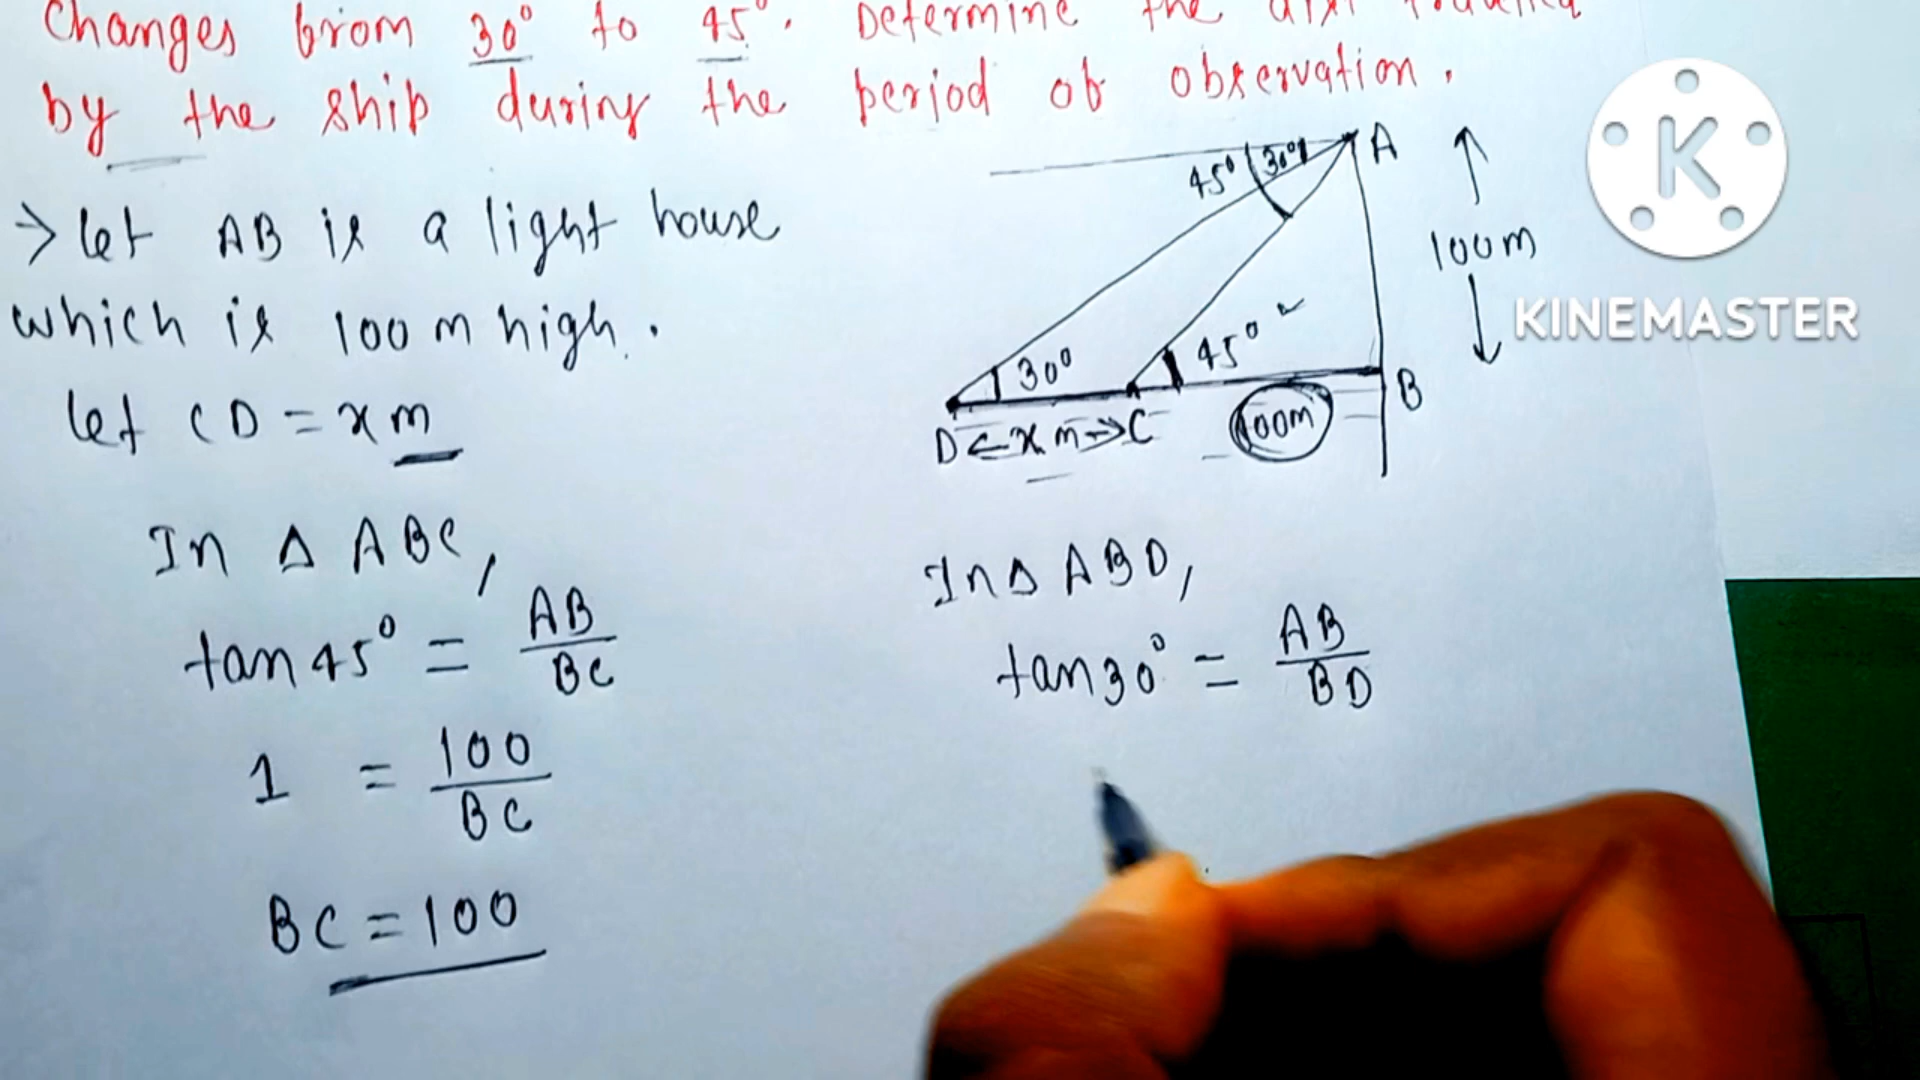 changes from 30° to 45°. Determine the
by the ship during the period of observation.
→ let AB is a light house
which is 100 m high.
let CD = x m
In Δ ABC,
tan 45° = AB/BC
1 = 100/BC
BC = 100
A
45° 30°
100m
30° 45°
B
D ← x m → C 100m
In Δ ABD,
tan 30° = AB/BD
K
KINEMASTER